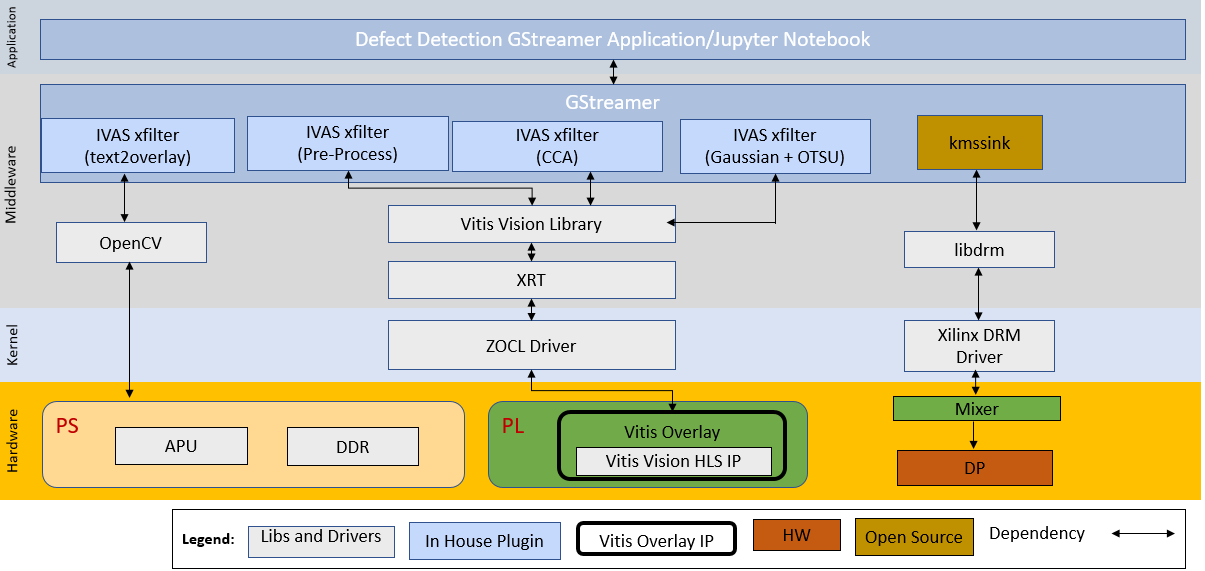 Application
Defect Detection GStreamer Application/Jupyter Notebook
Middleware
GStreamer
IVAS xfilter
(text2overlay)
IVAS xfilter
(Pre-Process)
IVAS xfilter
(CCA)
IVAS xfilter
(Gaussian + OTSU)
kmssink
OpenCV
Vitis Vision Library
libdrm
XRT
Kernel
ZOCL Driver
Xilinx DRM
Driver
Hardware
PS
APU
DDR
PL
Vitis Overlay
Vitis Vision HLS IP
Mixer
DP
Legend:
Libs and Drivers
In House Plugin
Vitis Overlay IP
HW
Open Source
Dependency